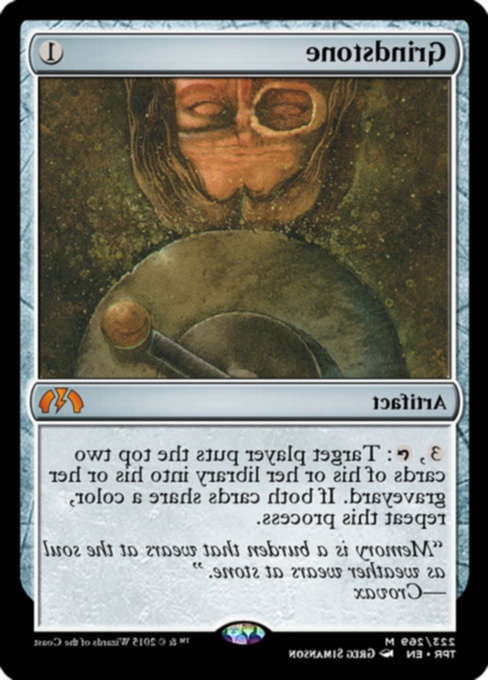 Grindstone 1
Artifact
3, T: Target player puts the top two
cards of his or her library into his or her
graveyard. If both cards share a color,
repeat this process.
"Memory is a burden that wears at the soul
as weather wears at stone."
—Crovax
223/269 M
TPR • EN GREG SIMANSON
™ & © 2015 Wizards of the Coast